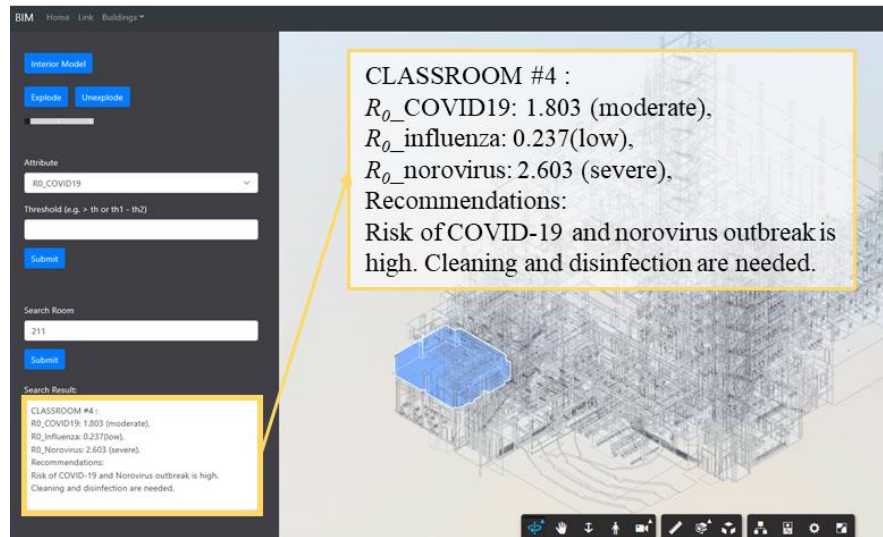 BIM Home Link Buildings
Interior Model
Explode Unexplode
Attribute
R0_COVID19
Threshold (e.g. > th or th1 - th2)
Submit
Search Room
211
Submit
Search Result:
CLASSROOM #4 :
R0_COVID19: 1.803 (moderate),
R0_Influenza: 0.237(low),
R0_Norovirus: 2.603 (severe),
Recommendations:
Risk of COVID-19 and Norovirus outbreak is high.
Cleaning and disinfection are needed.
CLASSROOM #4 :
R0_COVID19: 1.803 (moderate),
R0_influenza: 0.237(low),
R0_norovirus: 2.603 (severe),
Recommendations:
Risk of COVID-19 and norovirus outbreak is
high. Cleaning and disinfection are needed.